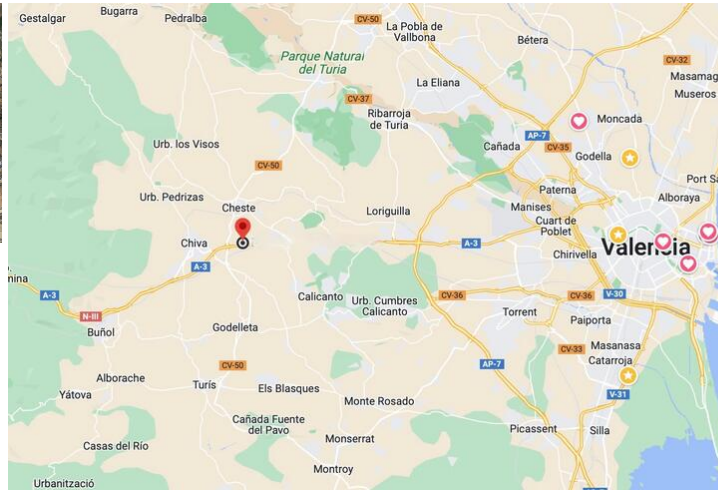 Gestalgar
Bugarra
Pedralba
CV-50
La Pobla de
Vallbona
Bétera
CV-32
Parque Natural
del Turia
La Eliana
Masamag
Museros
CV-37
Ribarroja
de Turia
Moncada
AP-7
CV-35
Cañada
Godella
Urb. los Visos
CV-50
Port Sa
Paterna
Alboraya
Urb. Pedrizas
Cheste
Loriguilla
Manises
Cuart de
Poblet
Chiva
A-3
Valencia
Chirivella
A-3
mina
A-3
Calicanto
Urb. Cumbres
Calicanto
CV-36
CV-36
V-30
N-III
Buñol
Godelleta
Torrent
Paiporta
CV-33
Masanasa
Catarroja
CV-50
AP-7
Alborache
Turís
Els Blasques
V-31
Yátova
Monte Rosado
Cañada Fuente
del Pavo
Picassent
Silla
Monserrat
Casas del Río
Montroy
Urbanització